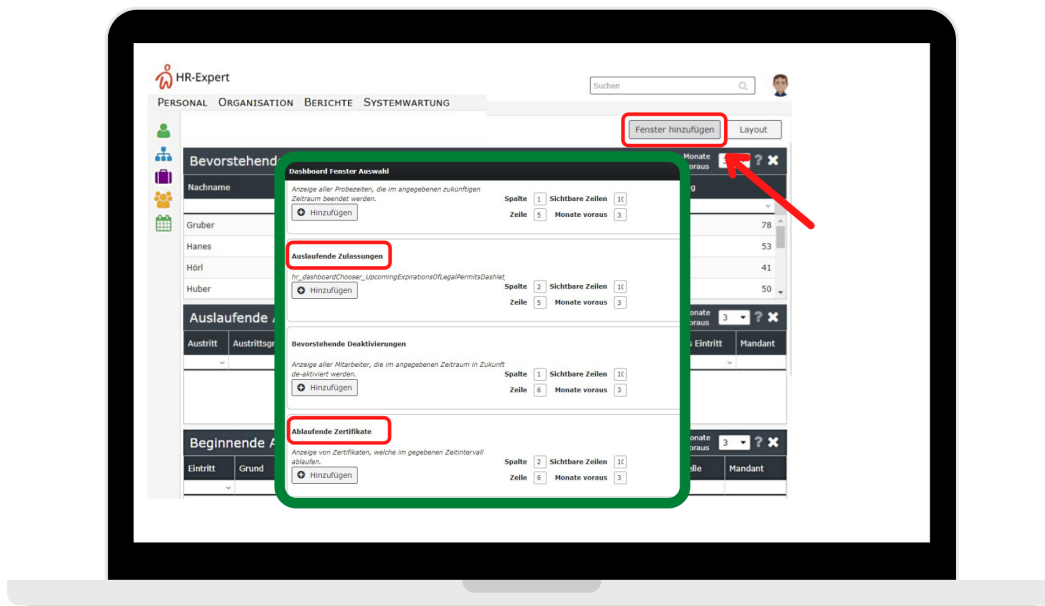 HR-Expert
Suchen
PERSONAL ORGANISATION BERICHTE SYSTEMWARTUNG
Fenster hinzufügen Layout
Bevorstehend
Monate
voraus
?
Nachname
g
Gruber 78
Hanes 53
Hörl 41
Huber 50
Auslaufende
onate
oraus
3 ?
Austritt Austrittsgr
s Eintritt Mandant
Beginnende A
onate
oraus
3 ?
Eintritt Grund
elle Mandant
Dashboard Fenster Auswahl
Anzeige aller Probezeiten, die im angegebenen zukünftigen
Zeitraum beendet werden.
Spalte 1 Sichtbare Zeilen 1(
Hinzufügen
Zeile 5 Monate voraus 3
Auslaufende Zulassungen
hr_dashboardChooser_UpcomingExpirationsOfLegalPermitsDashlet
Spalte 2 Sichtbare Zeilen 1(
Hinzufügen
Zeile 5 Monate voraus 3
Bevorstehende Deaktivierungen
Anzeige aller Mitarbeiter, die im angegebenen Zeitraum in Zukunft
de-aktiviert werden.
Spalte 1 Sichtbare Zeilen 1(
Hinzufügen
Zeile 6 Monate voraus 3
Ablaufende Zertifikate
Anzeige von Zertifikaten, welche im gegebenen Zeitintervall
ablaufen.
Spalte 2 Sichtbare Zeilen 1(
Hinzufügen
Zeile 6 Monate voraus 3